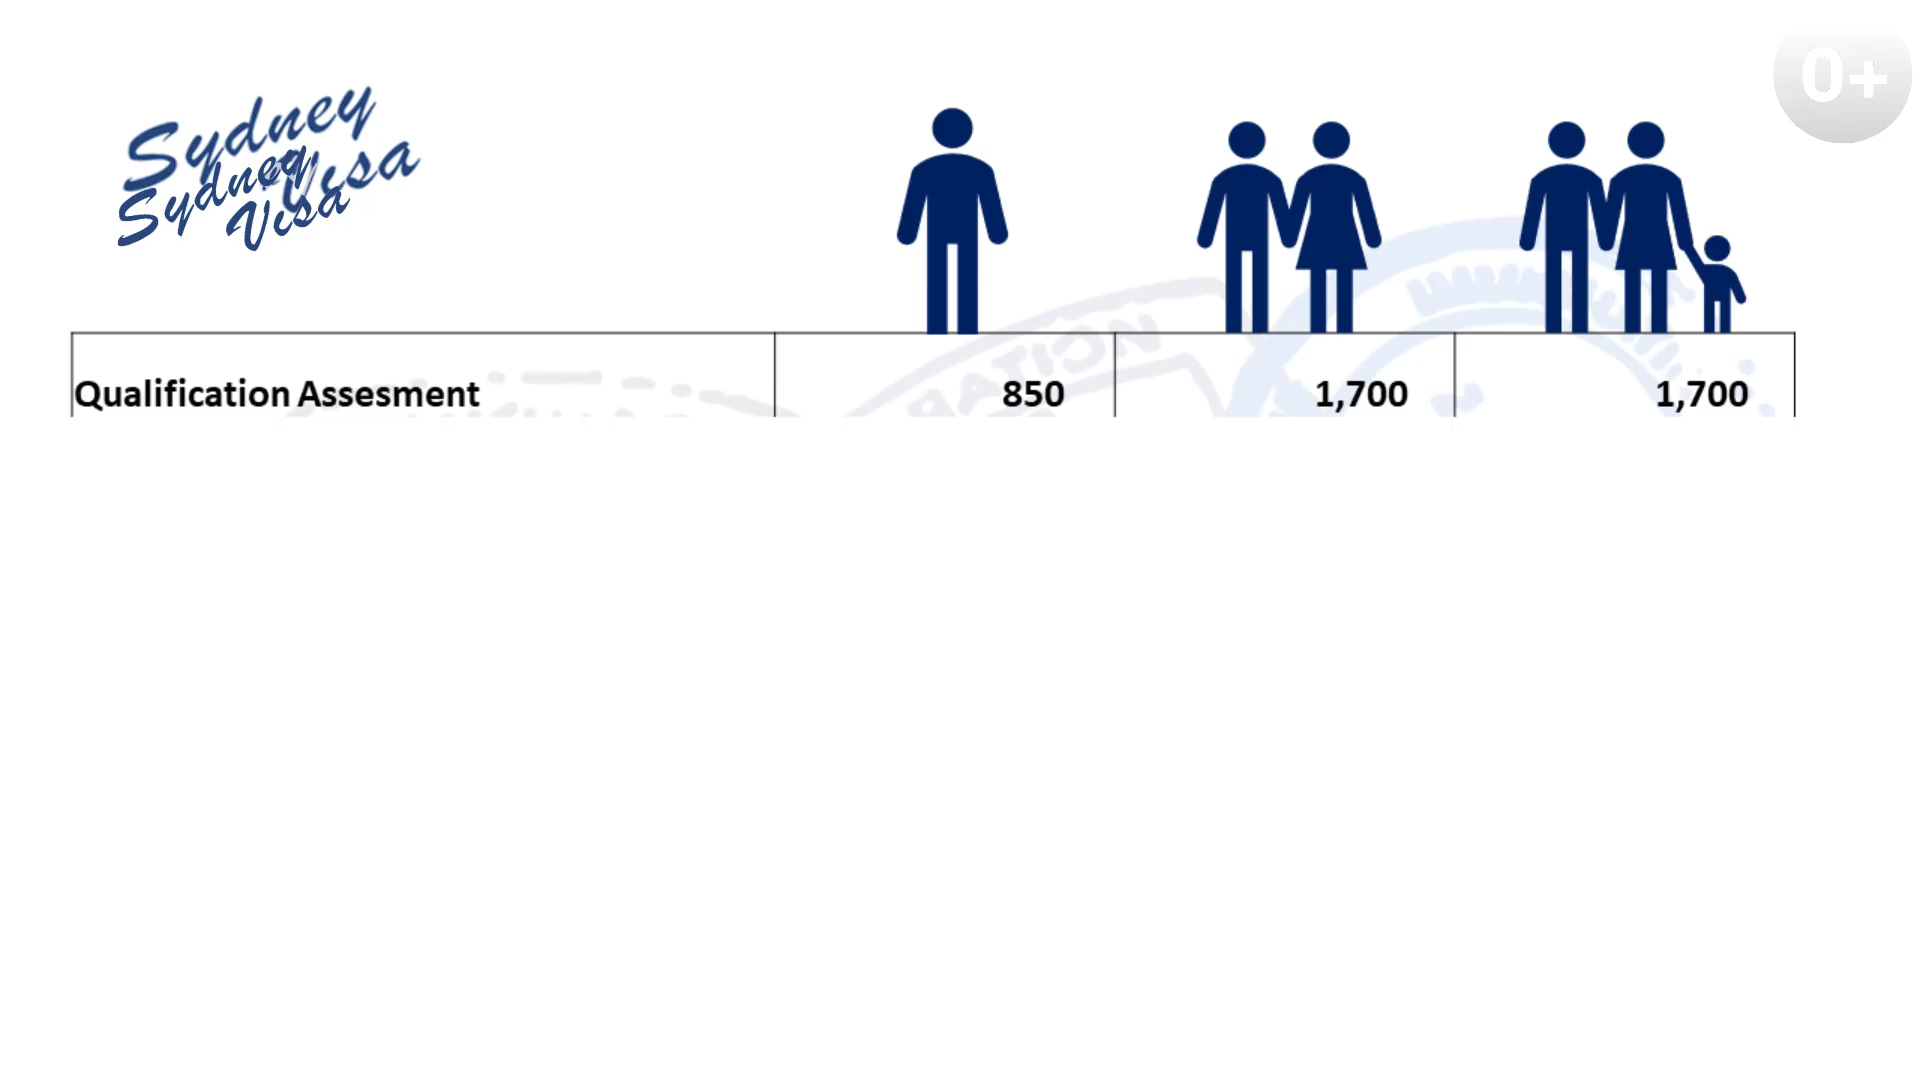 0+
Sydney
Visa
Sydney
Visa
Qualification Assesment 850 1,700 1,700